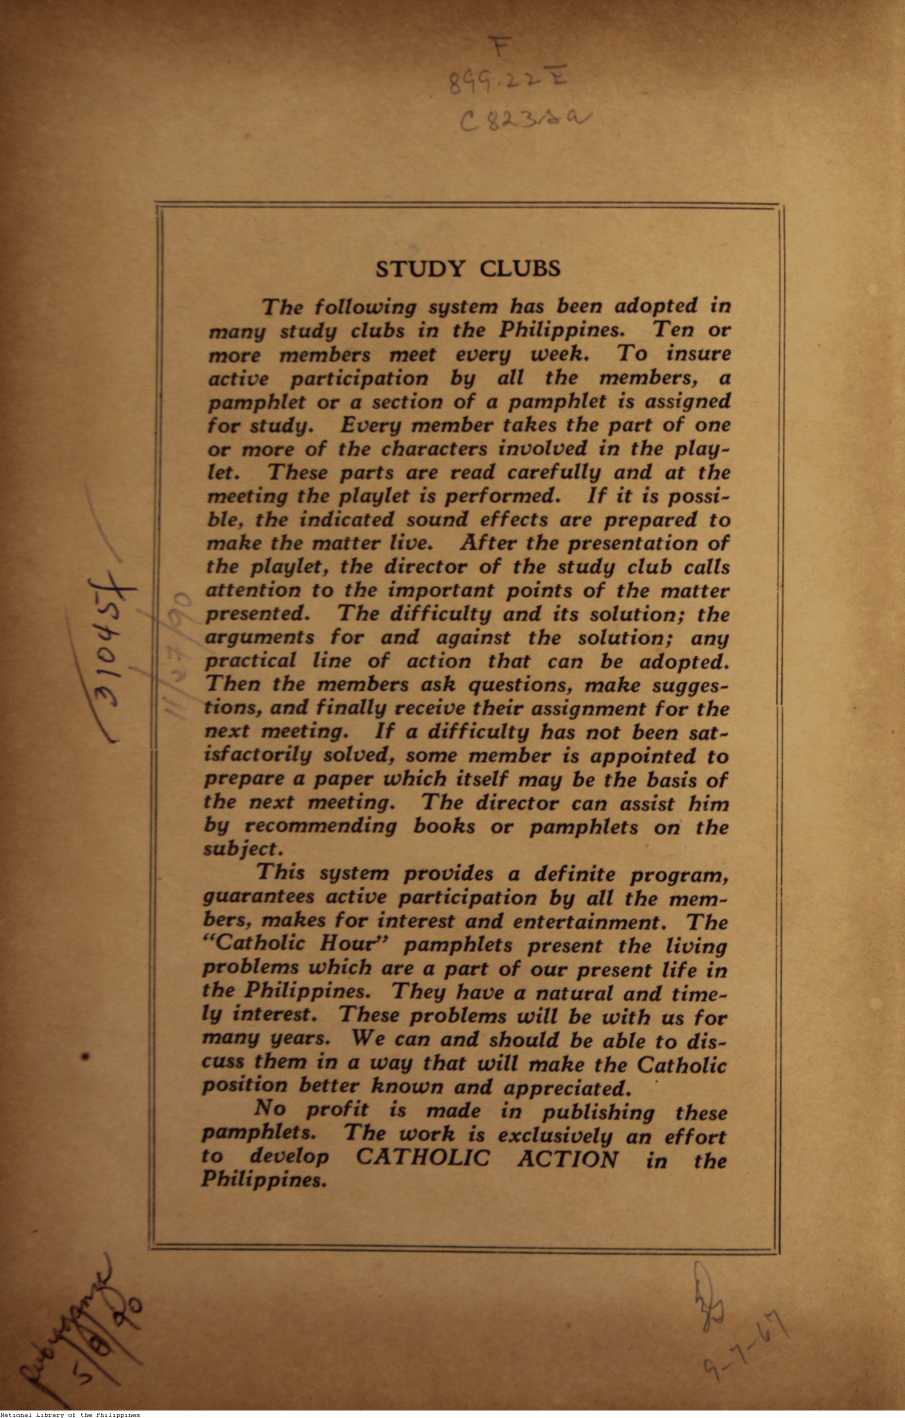 F
899.22E
C823sa
STUDY CLUBS
The following system has been adopted in
many study clubs in the Philippines. Ten or
more members meet every week. To insure
active participation by all the members, a
pamphlet or a section of a pamphlet is assigned
for study. Every member takes the part of one
or more of the characters involved in the play-
let. These parts are read carefully and at the
meeting the playlet is performed. If it is possi-
ble, the indicated sound effects are prepared to
make the matter live. After the presentation of
the playlet, the director of the study club calls
attention to the important points of the matter
presented. The difficulty and its solution; the
arguments for and against the solution; any
practical line of action that can be adopted.
Then the members ask questions, make sugges-
tions, and finally receive their assignment for the
next meeting. If a difficulty has not been sat-
isfactorily solved, some member is appointed to
prepare a paper which itself may be the basis of
the next meeting. The director can assist him
by recommending books or pamphlets on the
subject.
This system provides a definite program,
guarantees active participation by all the mem-
bers, makes for interest and entertainment. The
“Catholic Hour” pamphlets present the living
problems which are a part of our present life in
the Philippines. They have a natural and time-
ly interest. These problems will be with us for
many years. We can and should be able to dis-
cuss them in a way that will make the Catholic
position better known and appreciated.
No profit is made in publishing these
pamphlets. The work is exclusively an effort
to develop CATHOLIC ACTION in the
Philippines.
31045
5/8/90
9-7-67
National Library of the Philippines